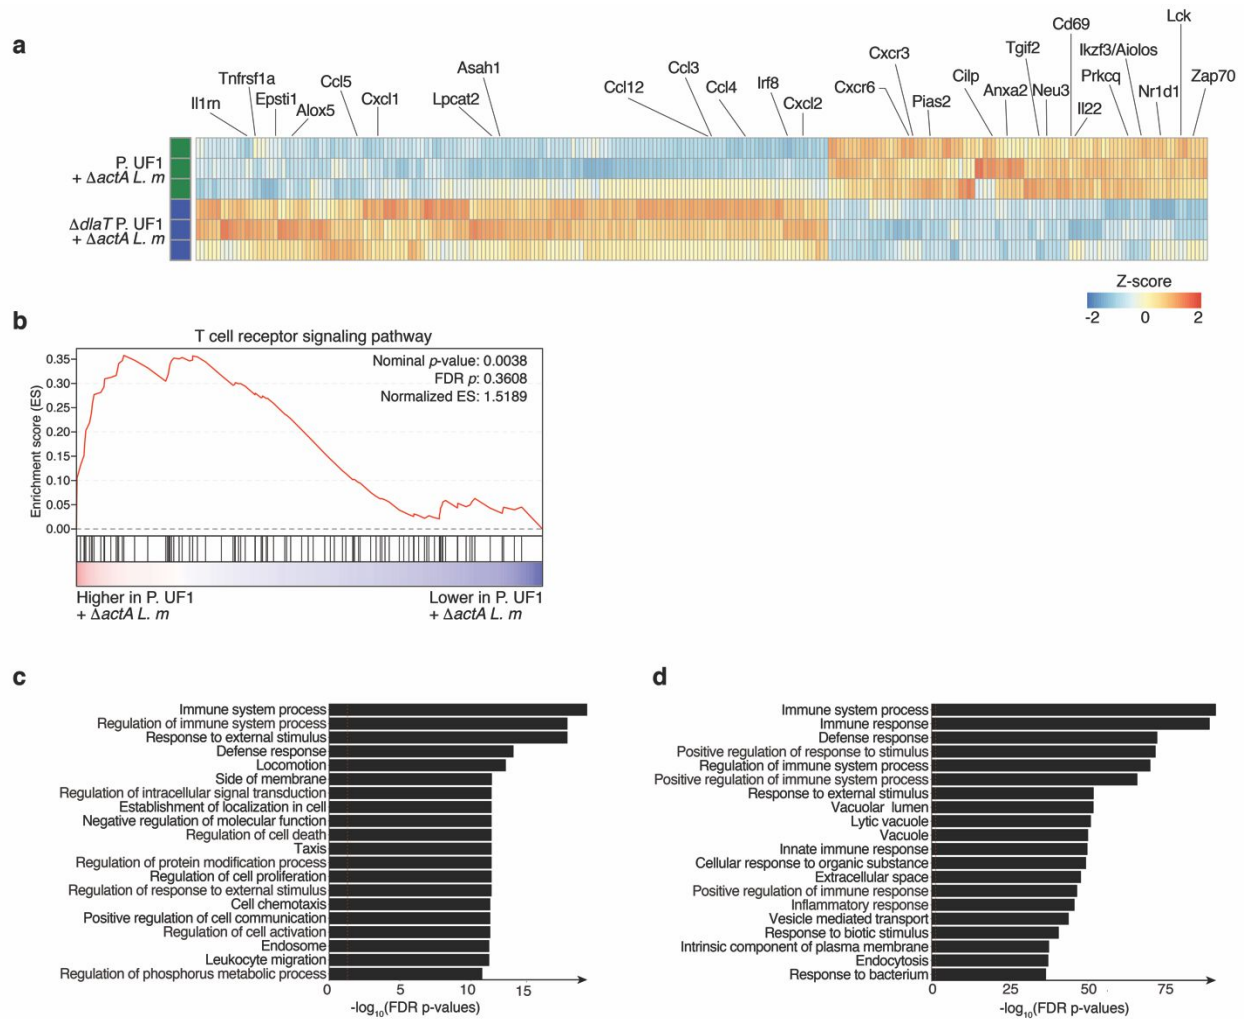 a
Il1rn
Tnfrsf1a
Epsti1
Alox5
Ccl5
Cxcl1
Lpcat2
Asah1
Ccl12
Ccl3
Ccl4
Irf8
Cxcl2
Cxcr6
Cxcr3
Pias2
Cilp
Anxa2
Tgif2
Neu3
Cd69
Il22
Prkcq
Ikzf3/Aiolos
Nr1d1
Lck
Zap70
P. UF1
+ ΔactA L. m
ΔdlaT P. UF1
+ ΔactA L. m
Z-score
-2 0 2
b
T cell receptor signaling pathway
Nominal p-value: 0.0038
FDR p: 0.3608
Normalized ES: 1.5189
Enrichment score (ES)
0.35
0.30
0.25
0.20
0.15
0.10
0.05
0.00
Higher in P. UF1
+ ΔactA L. m
Lower in P. UF1
+ ΔactA L. m
c
Immune system process
Regulation of immune system process
Response to external stimulus
Defense response
Locomotion
Side of membrane
Regulation of intracellular signal transduction
Establishment of localization in cell
Negative regulation of molecular function
Regulation of cell death
Taxis
Regulation of protein modification process
Regulation of cell proliferation
Regulation of response to external stimulus
Cell chemotaxis
Positive regulation of cell communication
Regulation of cell activation
Endosome
Leukocyte migration
Regulation of phosphorus metabolic process
0 5 10 15
-log10(FDR p-values)
d
Immune system process
Immune response
Defense response
Positive regulation of response to stimulus
Regulation of immune system process
Positive regulation of immune system process
Response to external stimulus
Vacuolar lumen
Lytic vacuole
Vacuole
Innate immune response
Cellular response to organic substance
Extracellular space
Positive regulation of immune response
Inflammatory response
Vesicle mediated transport
Response to biotic stimulus
Intrinsic component of plasma membrane
Endocytosis
Response to bacterium
0 25 50 75
-log10(FDR p-values)